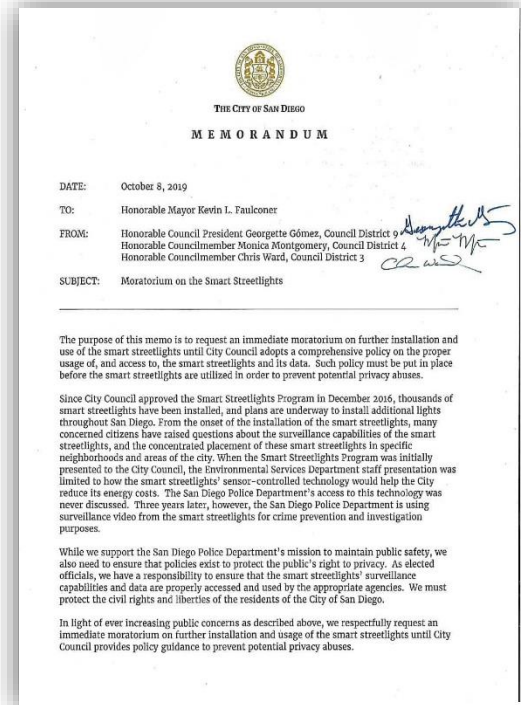 THE CITY OF SAN DIEGO
MEMORANDUM
DATE: October 8, 2019
TO: Honorable Mayor Kevin L. Faulconer
FROM: Honorable Council President Georgette Gómez, Council District 9
Honorable Councilmember Monica Montgomery, Council District 4
Honorable Councilmember Chris Ward, Council District 3
SUBJECT: Moratorium on the Smart Streetlights
The purpose of this memo is to request an immediate moratorium on further installation and
use of the smart streetlights until City Council adopts a comprehensive policy on the proper
usage of, and access to, the smart streetlights and its data. Such policy must be put in place
before the smart streetlights are utilized in order to prevent potential privacy abuses.
Since City Council approved the Smart Streetlights Program in December 2016, thousands of
smart streetlights have been installed, and plans are underway to install additional lights
throughout San Diego. From the onset of the installation of the smart streetlights, many
concerned citizens have raised questions about the surveillance capabilities of the smart
streetlights, and the concentrated placement of these smart streetlights in specific
neighborhoods and areas of the city. When the Smart Streetlights Program was initially
presented to the City Council, the Environmental Services Department staff presentation was
limited to how the smart streetlights' sensor-controlled technology would help the City
reduce its energy costs. The San Diego Police Department's access to this technology was
never discussed. Three years later, however, the San Diego Police Department is using
surveillance video from the smart streetlights for crime prevention and investigation
purposes.
While we support the San Diego Police Department's mission to maintain public safety, we
also need to ensure that policies exist to protect the public's right to privacy. As elected
officials, we have a responsibility to ensure that the smart streetlights' surveillance
capabilities and data are properly accessed and used by the appropriate agencies. We must
protect the civil rights and liberties of the residents of the City of San Diego.
In light of ever increasing public concerns as described above, we respectfully request an
immediate moratorium on further installation and usage of the smart streetlights until City
Council provides policy guidance to prevent potential privacy abuses.